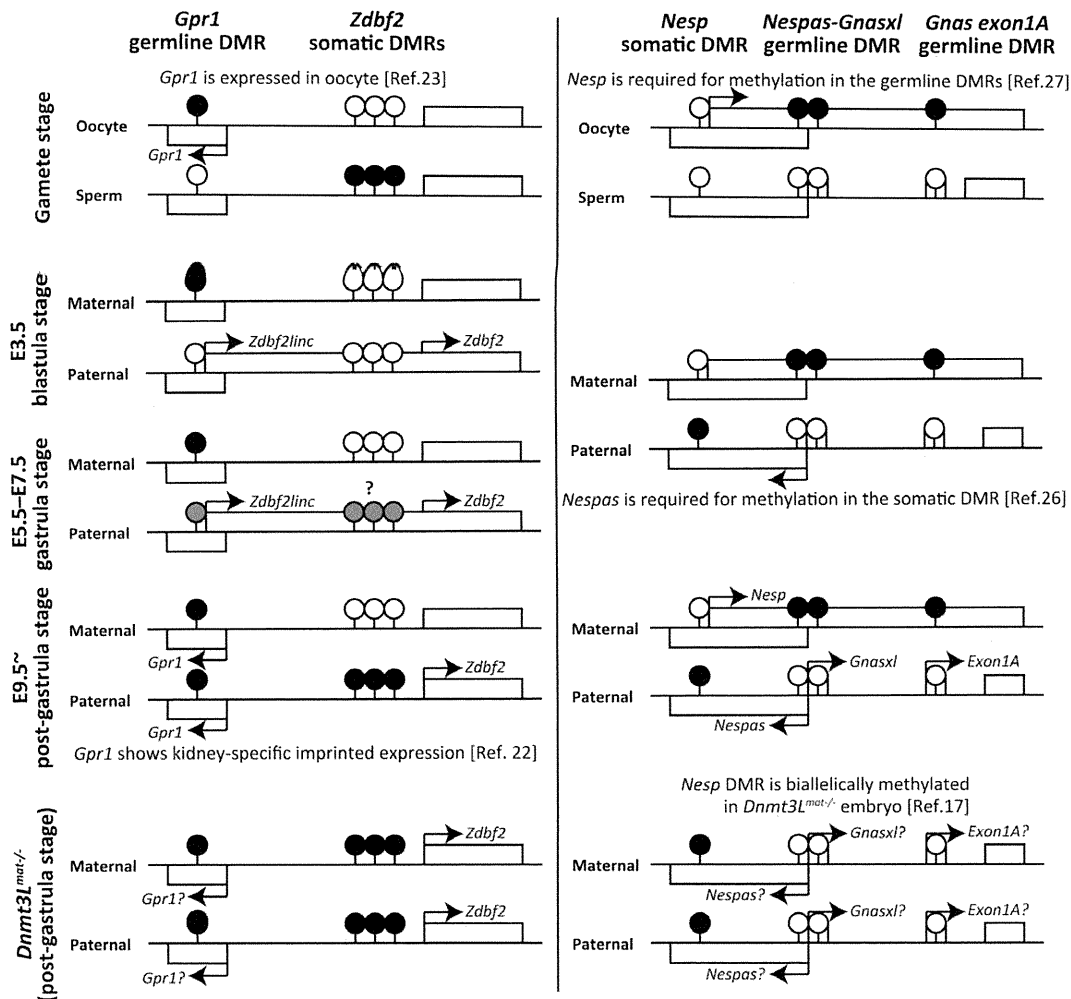 Gpr1
germline DMR
Zdbf2
somatic DMRs
Gpr1 is expressed in oocyte [Ref.23]
Gamete stage
Oocyte
Gpr1
Sperm
E3.5
blastula stage
Maternal
Paternal
Zdbf2linc
Zdbf2
E5.5–E7.5
gastrula stage
Maternal
Paternal
Zdbf2linc
?
Zdbf2
E9.5~
post-gastrula stage
Maternal
Gpr1
Paternal
Zdbf2
Gpr1
Gpr1 shows kidney-specific imprinted expression [Ref. 22]
Dnmt3Lmat-/-
(post-gastrula stage)
Maternal
Zdbf2
Gpr1?
Paternal
Zdbf2
Gpr1?
Nesp
somatic DMR
Nespas-Gnasxl
germline DMR
Gnas exon1A
germline DMR
Nesp is required for methylation in the germline DMRs [Ref.27]
Oocyte
Sperm
Maternal
Paternal
Nespas is required for methylation in the somatic DMR [Ref.26]
Maternal
Nesp
Paternal
Gnasxl
Exon1A
Nespas
Nesp DMR is biallelically methylated
in Dnmt3Lmat-/- embryo [Ref.17]
Maternal
Gnasxl?
Exon1A?
Nespas?
Paternal
Gnasxl?
Exon1A?
Nespas?